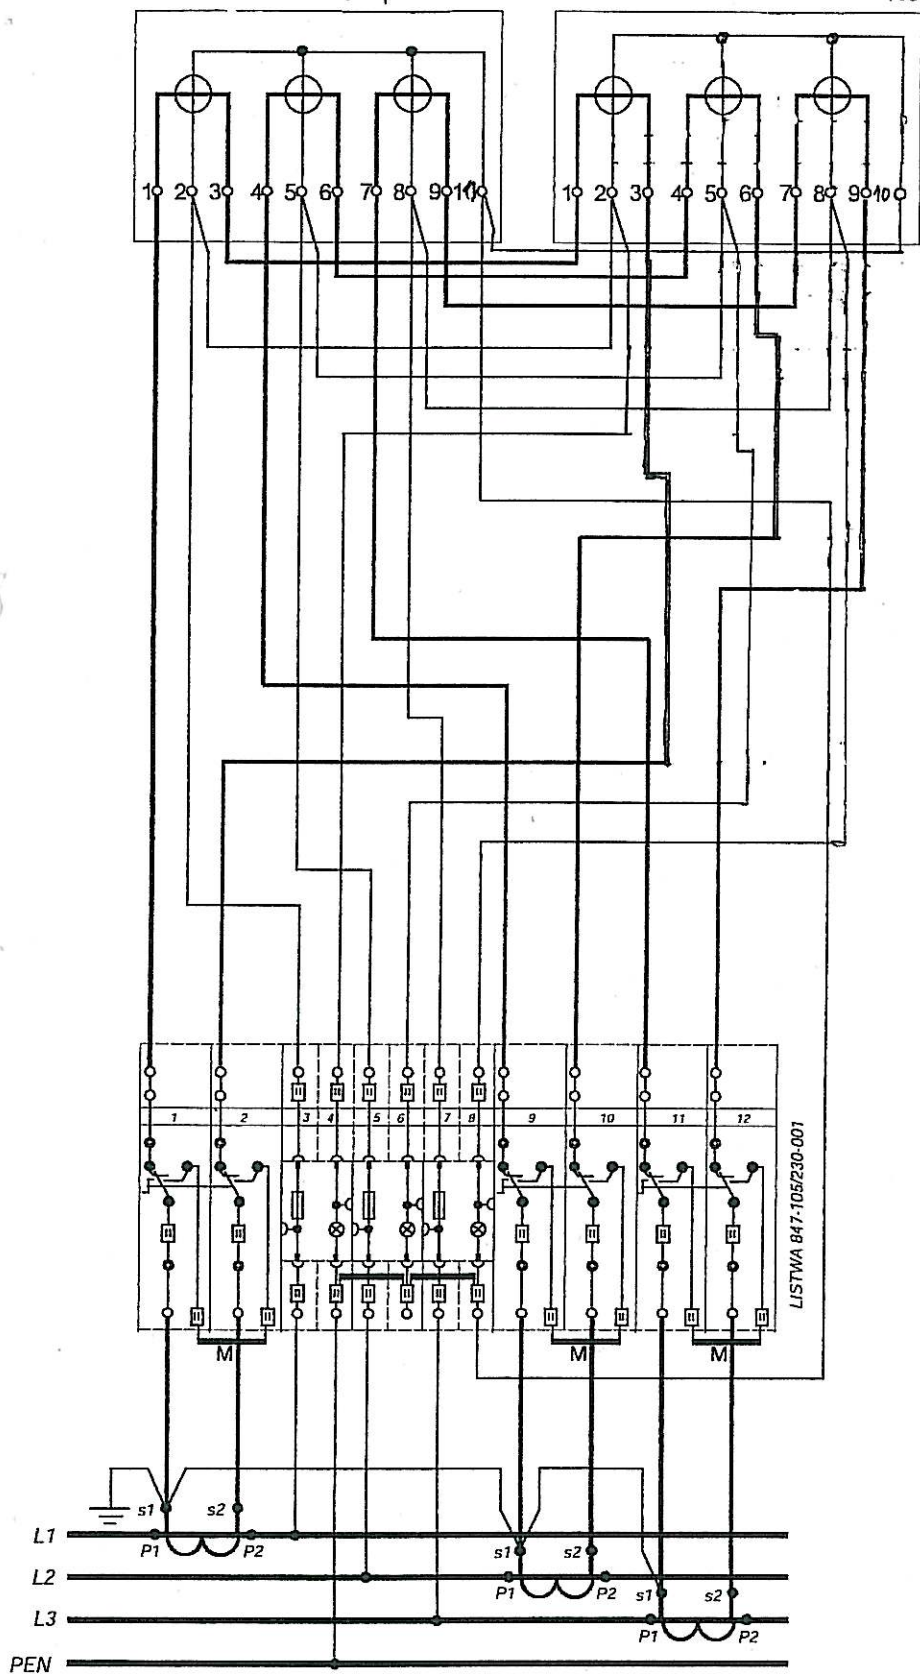 1 2 3 4 5 6 7 8 9 11
1 2 3 4 5 6 7 8 9 10
1 2 3 4 5 6 7 8 9 10 11 12
LISTWA 847-105/230-001
M M M
s1 s2
L1
P1 P2
s1 s2
L2
P1 P2
s1 s2
L3
P1 P2
PEN